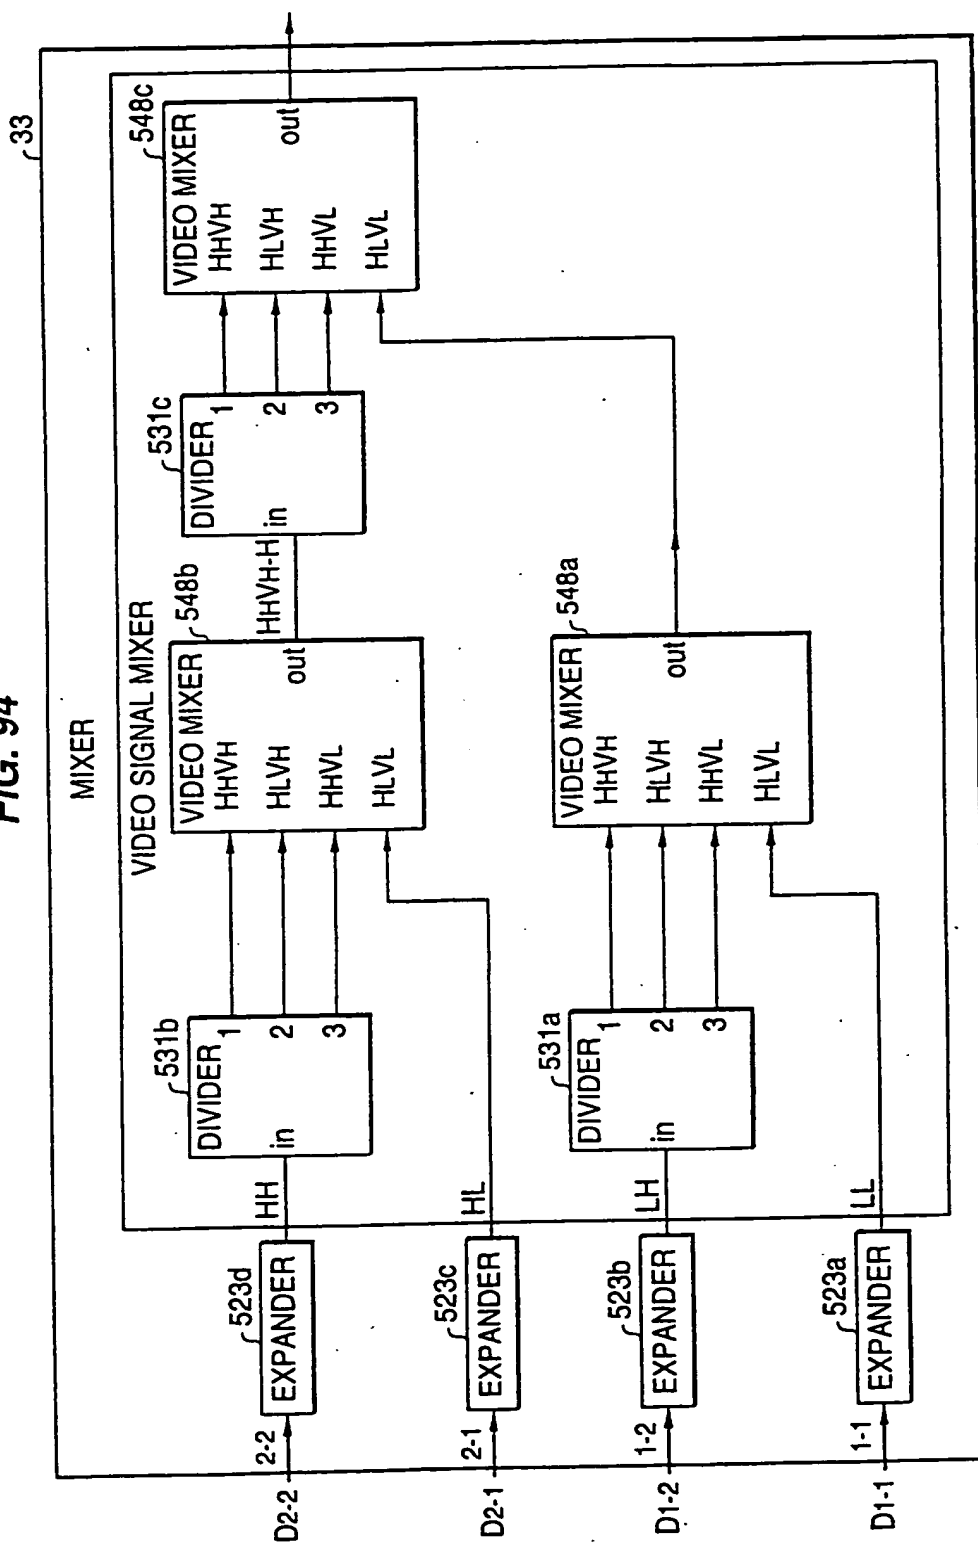 FIG. 94
33
MIXER
VIDEO SIGNAL MIXER
548c
VIDEO MIXER
HHVH
HLVH
HHVL
HLVL
out
531c
DIVIDER
in
1
2
3
HHVH-H
548b
VIDEO MIXER
HHVH
HLVH
HHVL
HLVL
out
548a
VIDEO MIXER
HHVH
HLVH
HHVL
HLVL
out
531b
DIVIDER
in
1
2
3
531a
DIVIDER
in
1
2
3
HH
HL
LH
LL
523d
EXPANDER
523c
EXPANDER
523b
EXPANDER
523a
EXPANDER
2-2
2-1
1-2
1-1
D2-2
D2-1
D1-2
D1-1